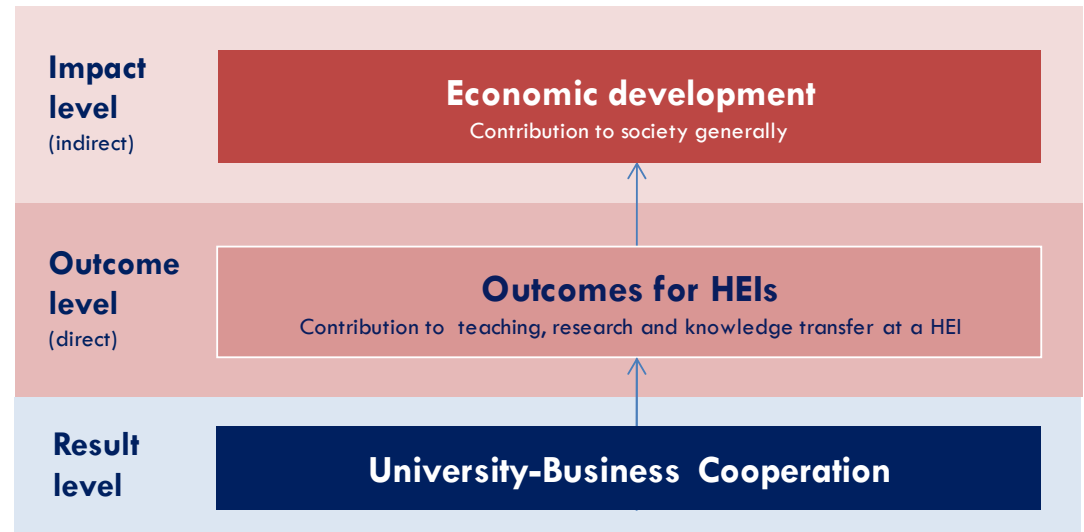 Impact
level
(indirect)
Economic development
Contribution to society generally
Outcome
level
(direct)
Outcomes for HEIs
Contribution to teaching, research and knowledge transfer at a HEI
Result
level
University-Business Cooperation